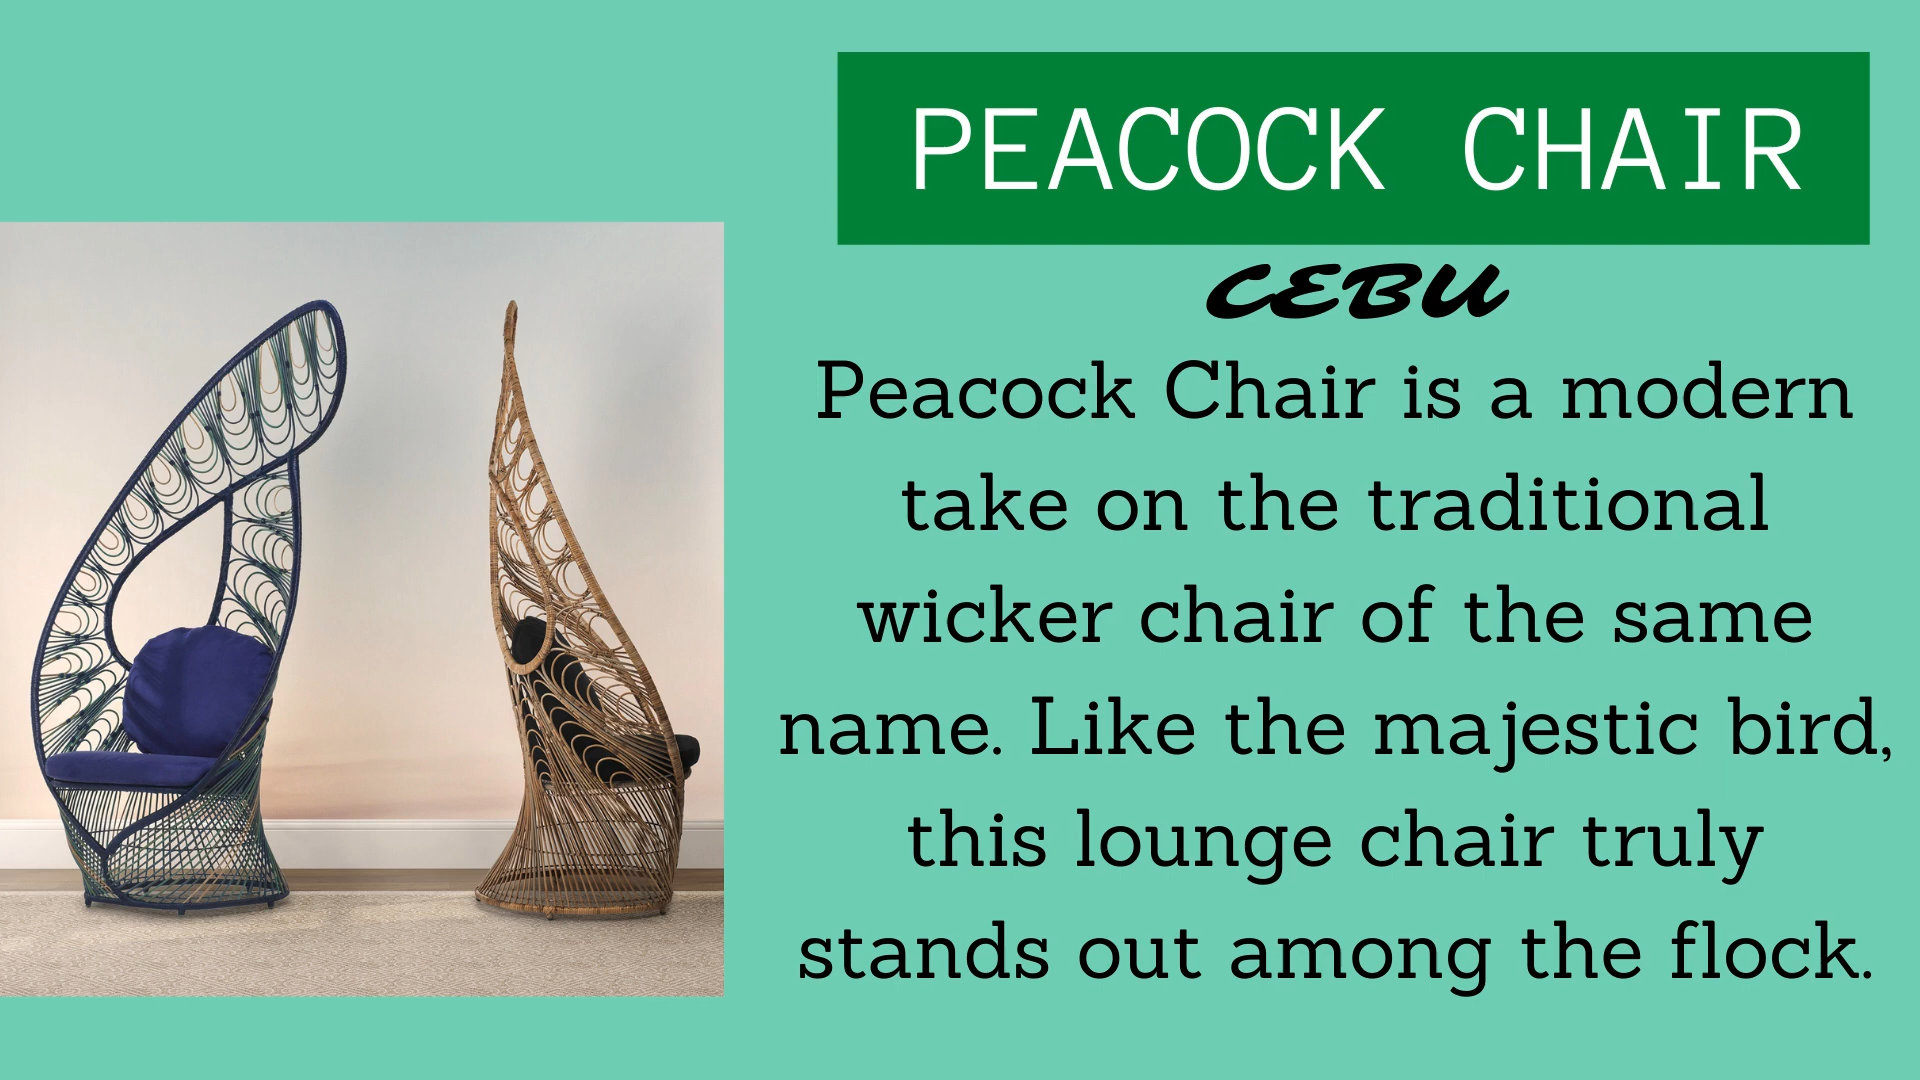 PEACOCK CHAIR
CEBU
Peacock Chair is a modern
take on the traditional
wicker chair of the same
name. Like the majestic bird,
this lounge chair truly
stands out among the flock.